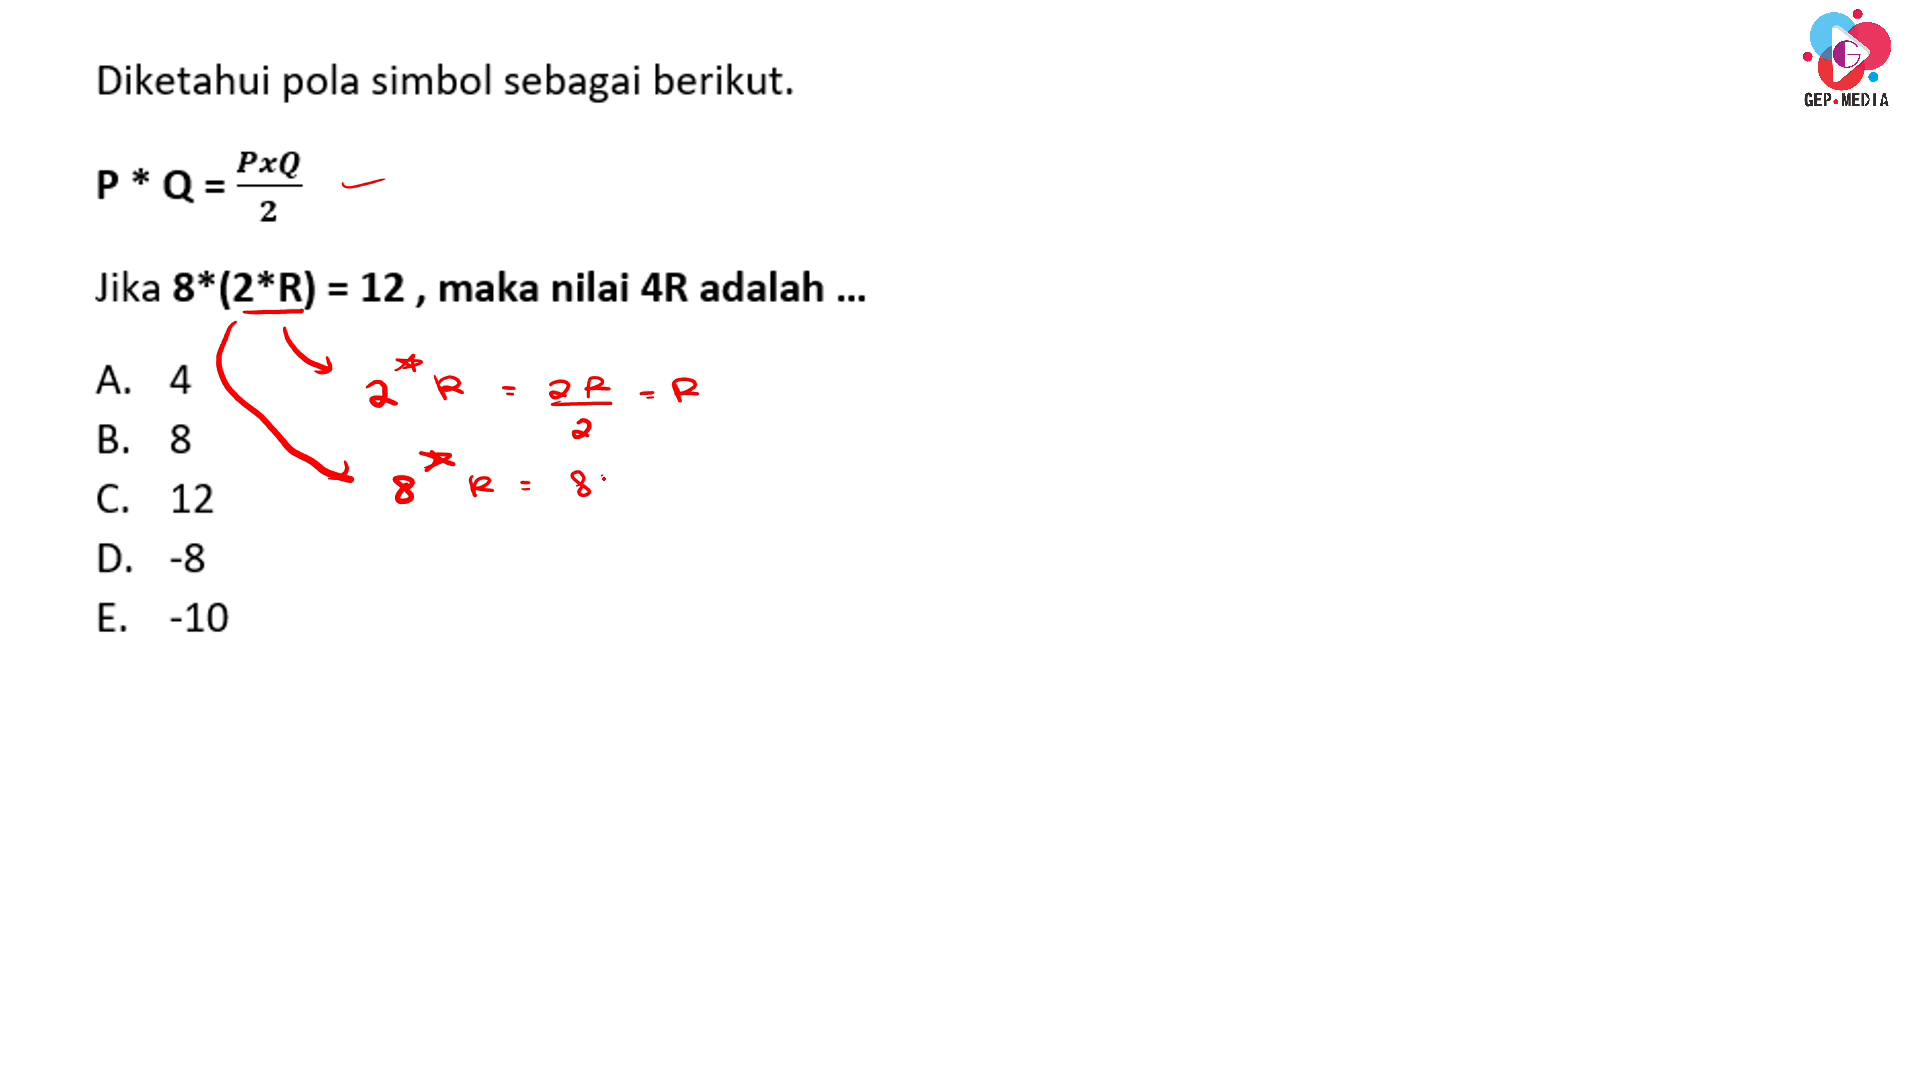 GEP•MEDIA
Diketahui pola simbol sebagai berikut.
P * Q = PxQ/2
Jika 8*(2*R) = 12 , maka nilai 4R adalah ...
A. 4
2 * R = 2R/2 = R
B. 8
8 * R = 8.
C. 12
D. -8
E. -10